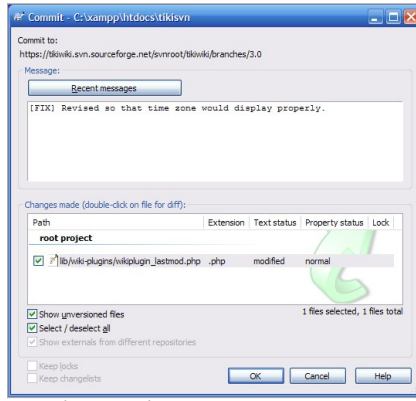 Commit - C:\xampp\htdocs\tikisvn
Commit to:
https://tikiwiki.svn.sourceforge.net/svnroot/tikiwiki/branches/3.0
Message:
Recent messages
[FIX] Revised so that time zone would display properly.
Changes made (double-click on file for diff):
Path Extension Text status Property status Lock
root project
lib/wiki-plugins/wikiplugin_lastmod.php .php modified normal
Show unversioned files 1 files selected, 1 files total
Select / deselect all
Show externals from different repositories
Keep locks
Keep changelists
OK Cancel Help